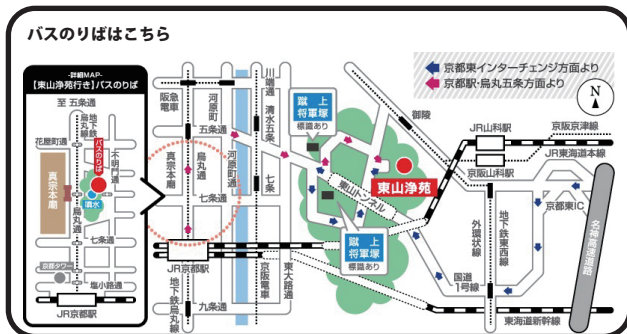 バスのりばはこちら
-詳細MAP-
【東山浄苑行き】バスのりば
至 五条通
地下鉄
烏丸線
花屋町通
バスのりば
不明門通
真宗本廟
噴水
烏丸通
七条通
京都タワー
塩小路通
JR京都駅
阪急電車
河原町
五条通
川端通
清水五条
七条
真宗本廟
烏丸通
河原町通
七条通
JR京都駅
地下鉄烏丸線
九条通
京阪電車
東大路通
蹴上
将軍塚
標識あり
東山トンネル
東山浄苑
蹴上
将軍塚
標識あり
京都東インターチェンジ方面より
京都駅・烏丸五条方面より
N
御陵
JR山科駅
京阪京津線
JR東海道本線
京阪山科駅
京都東IC
外環状線
地下鉄東西線
名神高速道路
国道
1号線
東海道新幹線